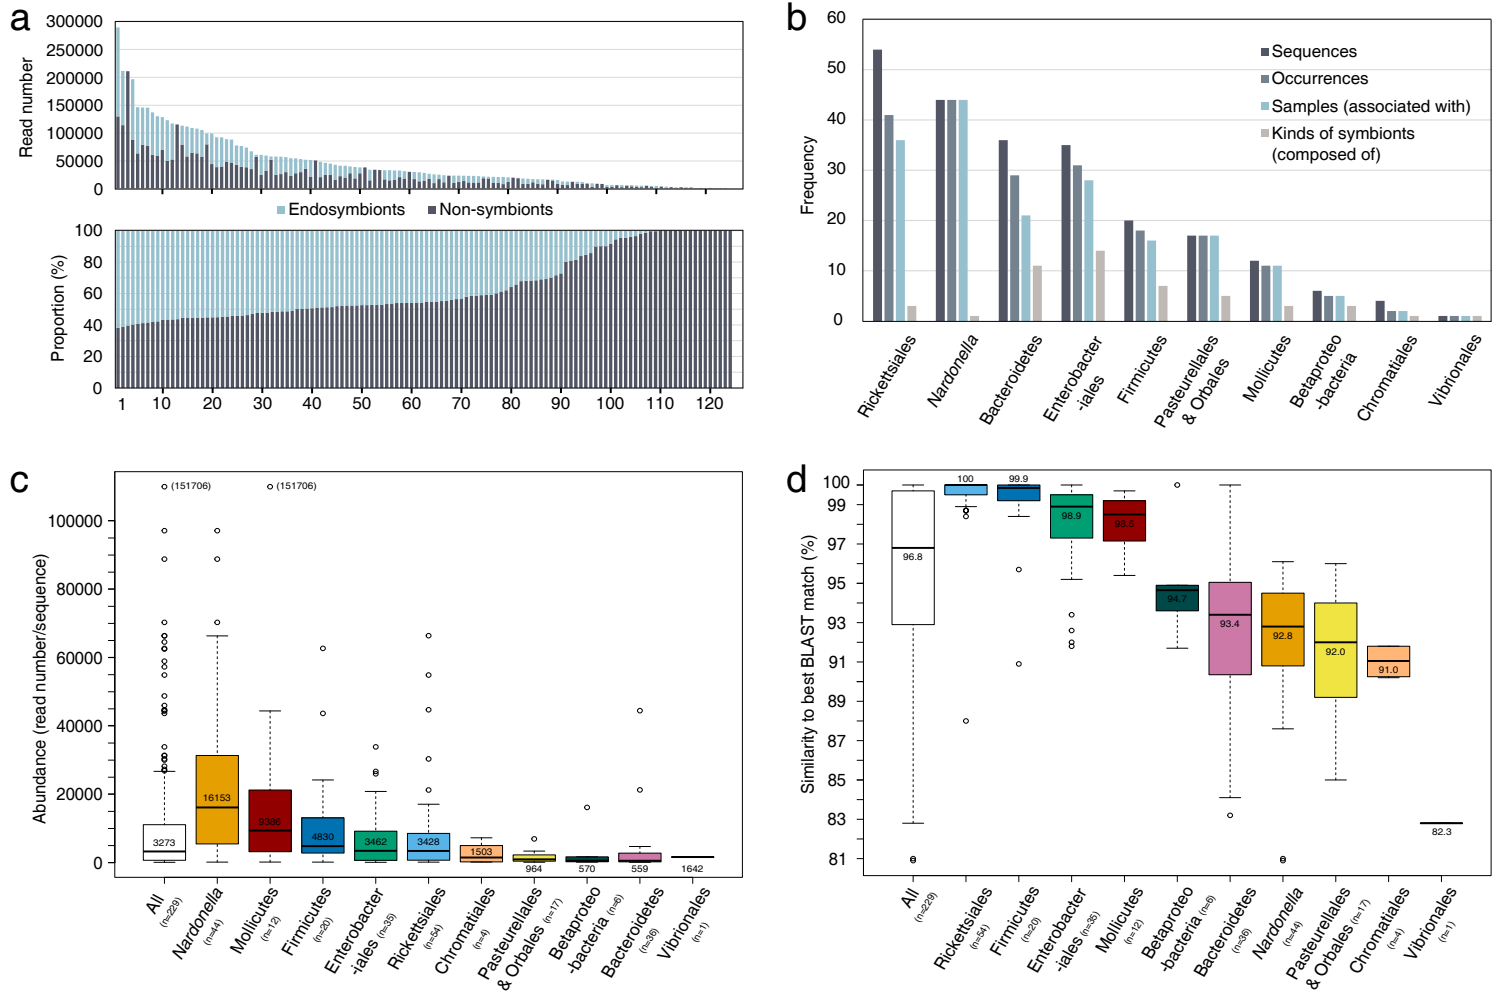 a
Read number
300000
250000
200000
150000
100000
50000
0
Endosymbionts
Non-symbionts
Proportion (%)
100
80
60
40
20
0
1 10 20 30 40 50 60 70 80 90 100 110 120
b
Frequency
60
50
40
30
20
10
0
Sequences
Occurrences
Samples (associated with)
Kinds of symbionts
(composed of)
Rickettsiales
Nardonella
Bacteroidetes
Enterobacter
-iales
Firmicutes
Pasteurellales
& Orbales
Mollicutes
Betaproteo
-bacteria
Chromatiales
Vibrionales
c
Abundance (read number/sequence)
100000
80000
60000
40000
20000
0
(151706)
(151706)
3273
16153
9386
4830
3462
3428
1503
964
570
559
1642
All
(n=229)
Nardonella
(n=44)
Mollicutes
(n=12)
Firmicutes
(n=20)
Enterobacter
-iales (n=35)
Rickettsiales
(n=54)
Chromatiales
(n=4)
Pasteurellales
& Orbales (n=17)
Betaproteo
-bacteria (n=6)
Bacteroidetes
(n=36)
Vibrionales
(n=1)
d
Similarity to best BLAST match (%)
100
99
97
95
93
91
89
87
85
83
81
96.8
100
99.9
98.9
98.5
94.7
93.4
92.8
92.0
91.0
82.3
All
(n=229)
Rickettsiales
(n=54)
Firmicutes
(n=20)
Enterobacter
-iales (n=35)
Mollicutes
(n=12)
Betaproteo
-bacteria (n=6)
Bacteroidetes
(n=36)
Nardonella
(n=44)
Pasteurellales
& Orbales (n=17)
Chromatiales
(n=4)
Vibrionales
(n=1)